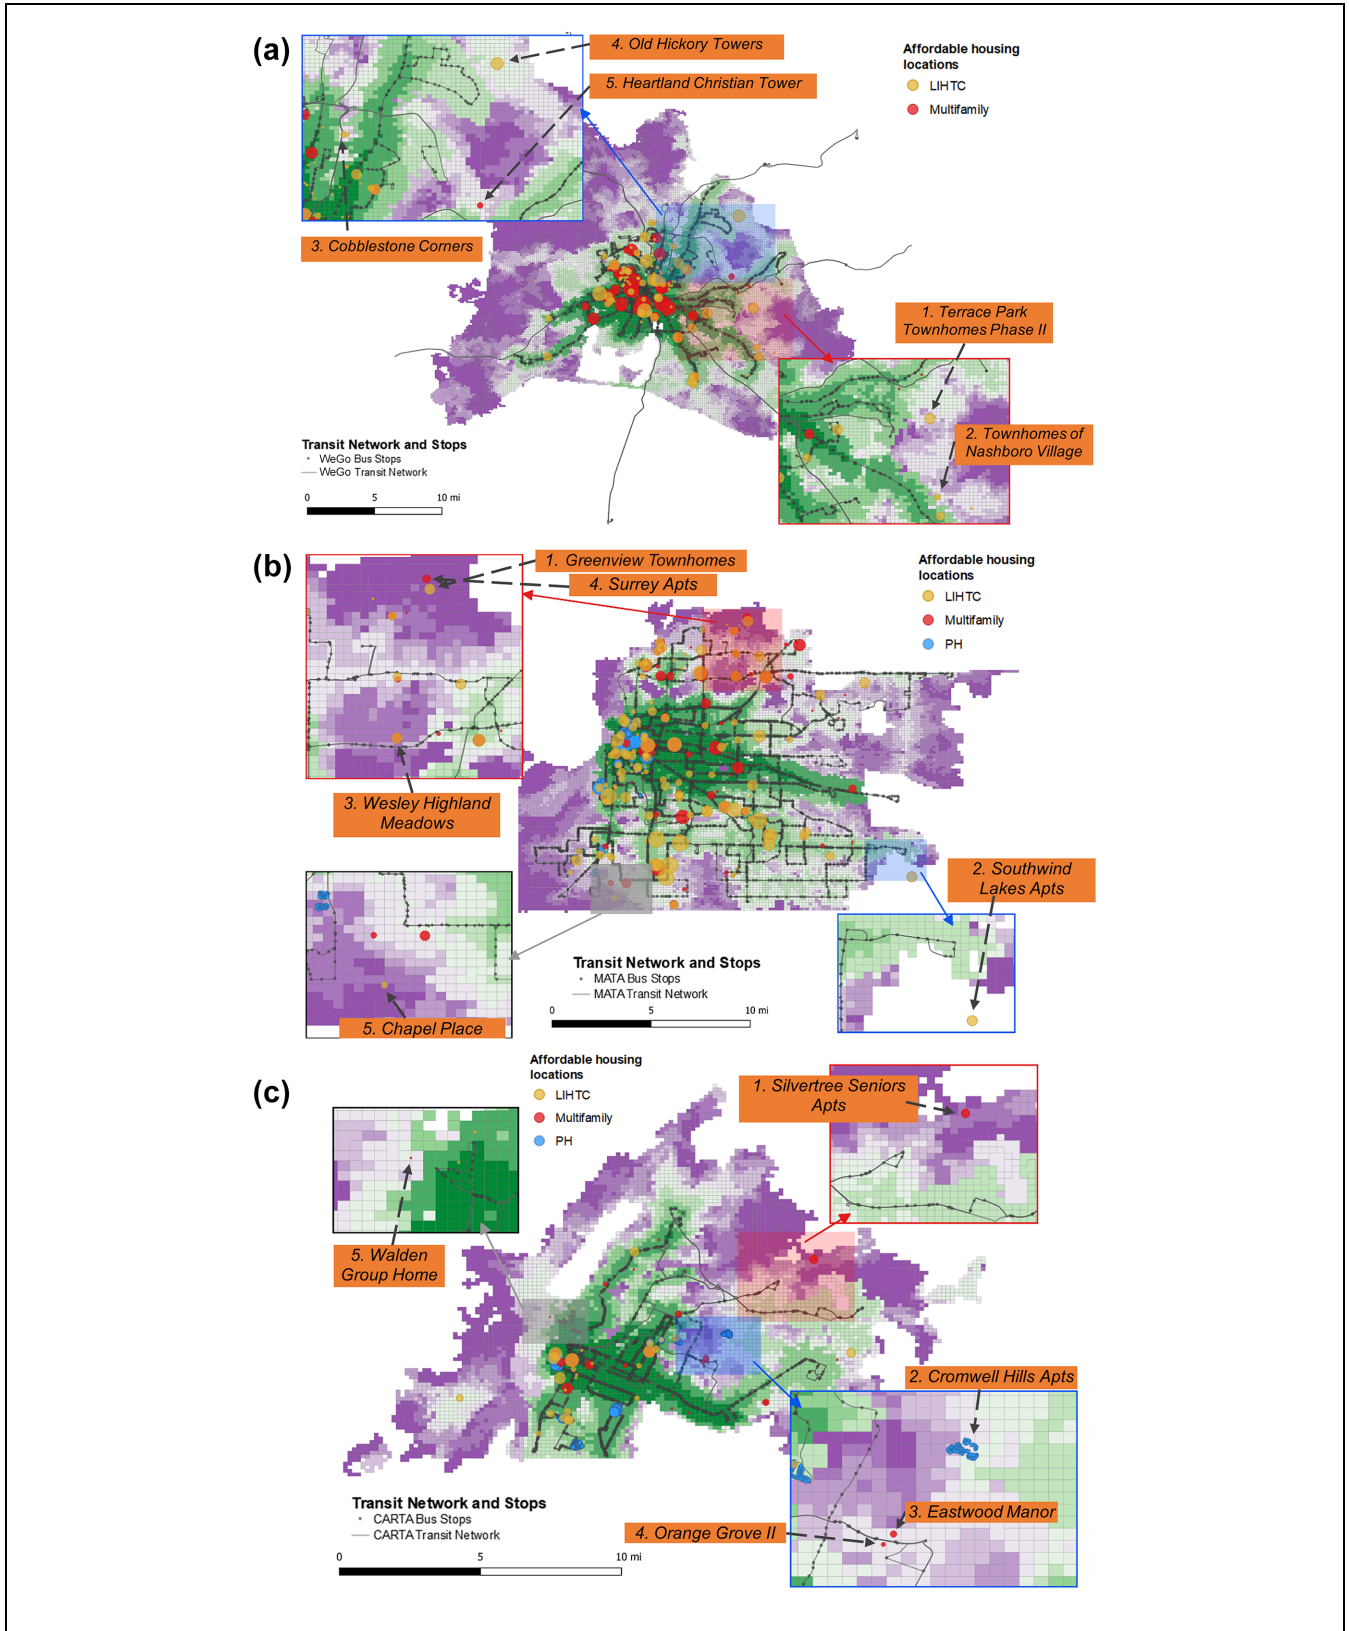 (a)
4. Old Hickory Towers
5. Heartland Christian Tower
3. Cobblestone Corners
Affordable housing
locations
LIHTC
Multifamily
1. Terrace Park
Townhomes Phase II
2. Townhomes of
Nashboro Village
Transit Network and Stops
WeGo Bus Stops
WeGo Transit Network
0 5 10 mi
(b)
1. Greenview Townhomes
4. Surrey Apts
Affordable housing
locations
LIHTC
Multifamily
PH
3. Wesley Highland
Meadows
2. Southwind
Lakes Apts
5. Chapel Place
Transit Network and Stops
MATA Bus Stops
MATA Transit Network
0 5 10 mi
(c)
Affordable housing
locations
LIHTC
Multifamily
PH
1. Silvertree Seniors
Apts
5. Walden
Group Home
2. Cromwell Hills Apts
3. Eastwood Manor
4. Orange Grove II
Transit Network and Stops
CARTA Bus Stops
CARTA Transit Network
0 5 10 mi